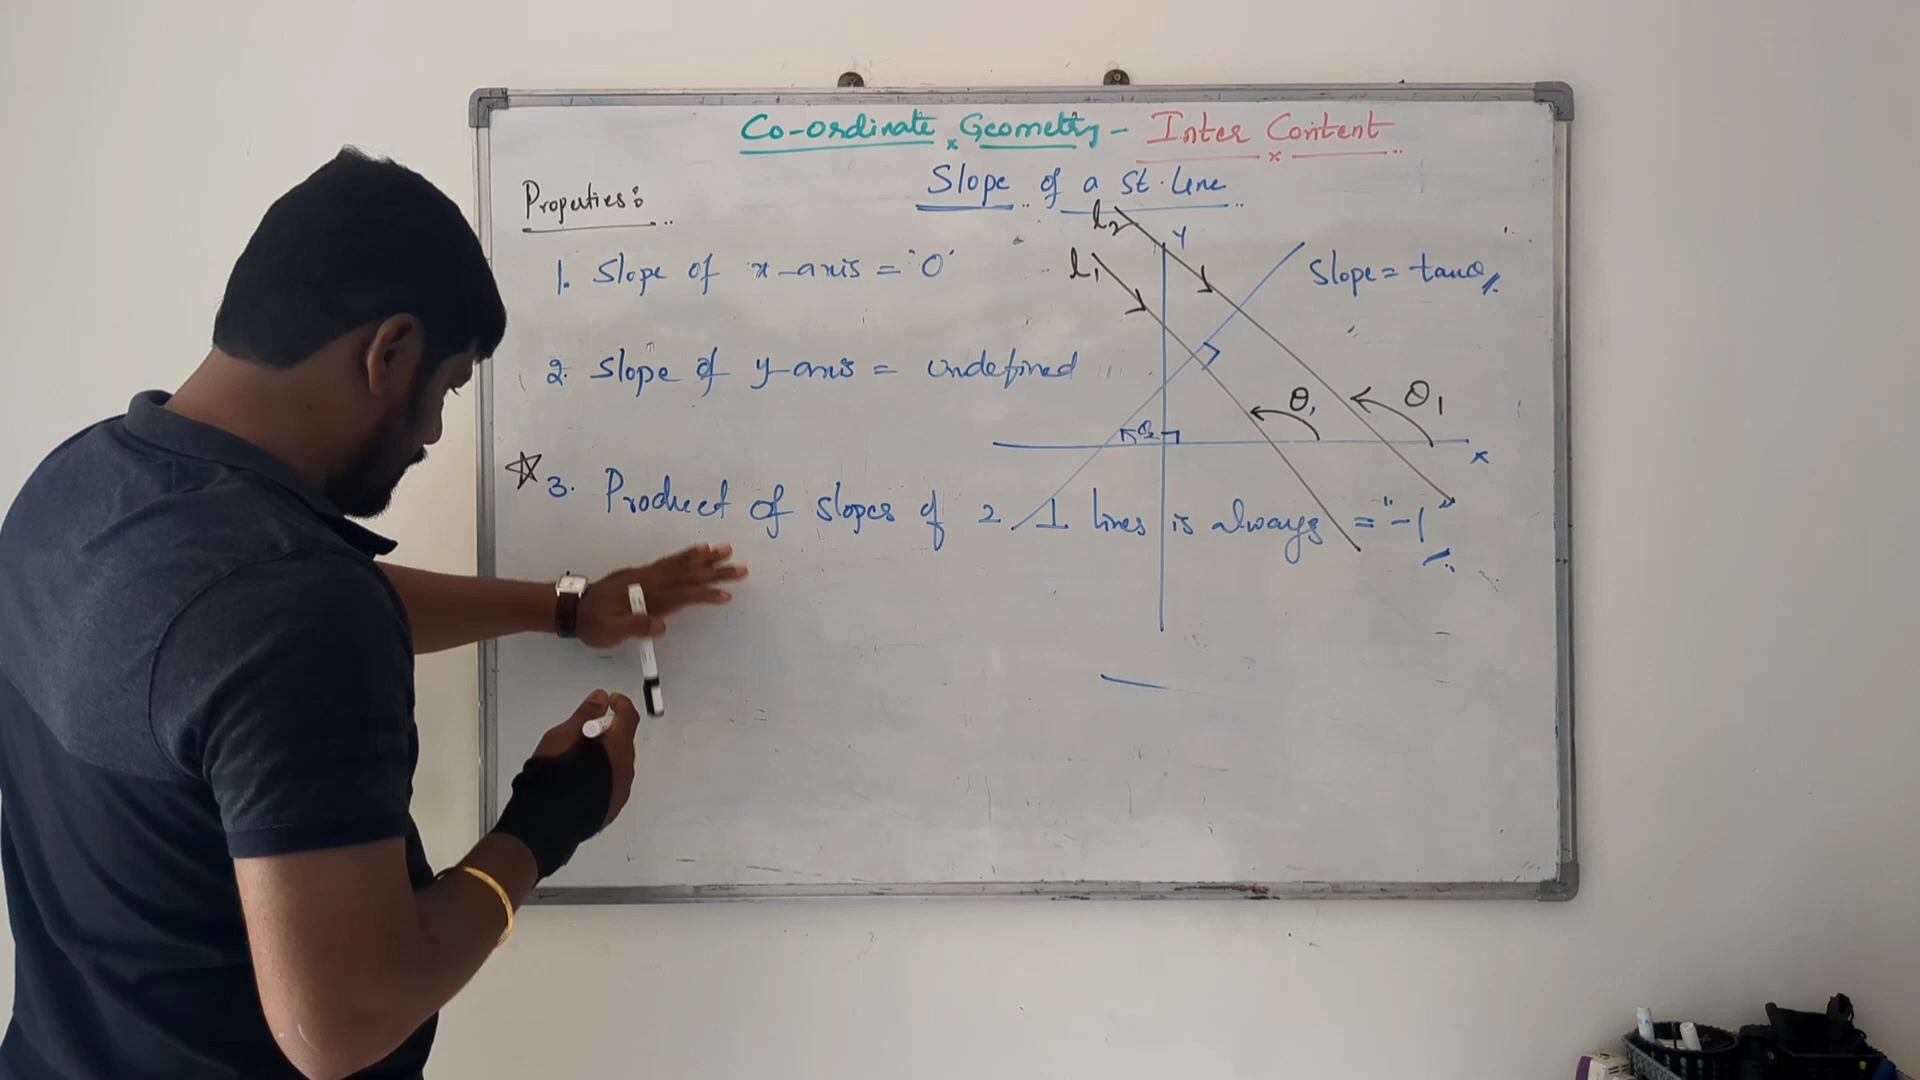 Co-ordinate Geometry - Inter Content
Slope of a St. line
Properties:
1. Slope of x-axis = "0"
2. Slope of y-axis = undefined
3. Product of slopes of 2 ⊥ lines is always = "-1"
l₂
l₁
Y
Slope = tanθ
θ₁
θ₁
θ₂
x